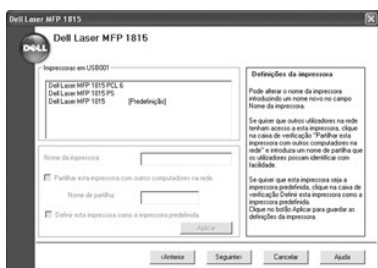 Dell Laser MFP 1815
DELL
Dell Laser MFP 1815
Impressoras em USB001
Dell Laser MFP 1815 PCL 6
Dell Laser MFP 1815 PS
Dell Laser MFP 1815 [Predefinição]
Nome da impressora:
Partilhar esta impressora com outros computadores na rede
Nome de partilha:
Definir esta impressora como a impressora predefinida.
Aplicar
Definições da impressora
Pode alterar o nome da impressora
introduzindo um nome novo no campo
Nome da impressora.
Se quiser que outros utilizadores na rede
tenham acesso a esta impressora, clique
na caixa de verificação "Partilhar esta
impressora com outros computadores na
rede" e introduza um nome de partilha que
os utilizadores possam identificar com
facilidade.
Se quiser que esta impressora seja a
impressora predefinida, clique na caixa de
verificação Definir esta impressora como a
impressora predefinida.
Clique no botão Aplicar para guardar as
definições da impressora.
<Anterior
Seguinte>
Cancelar
Ajuda